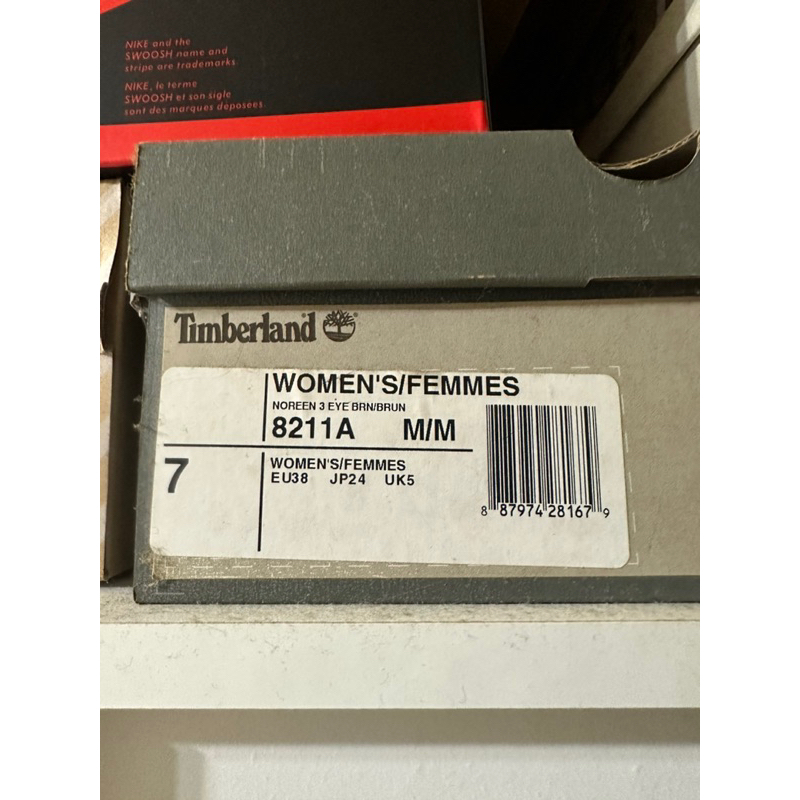 NIKE and the
SWOOSH name and
stripe are trademarks.
NIKE, le terme
SWOOSH et son sigle
sont des marques déposées.
Timberland
WOMEN'S/FEMMES
NOREEN 3 EYE BRN/BRUN
8211A M/M
7
WOMEN'S/FEMMES
EU38 JP24 UK5
8 87974 28167 9